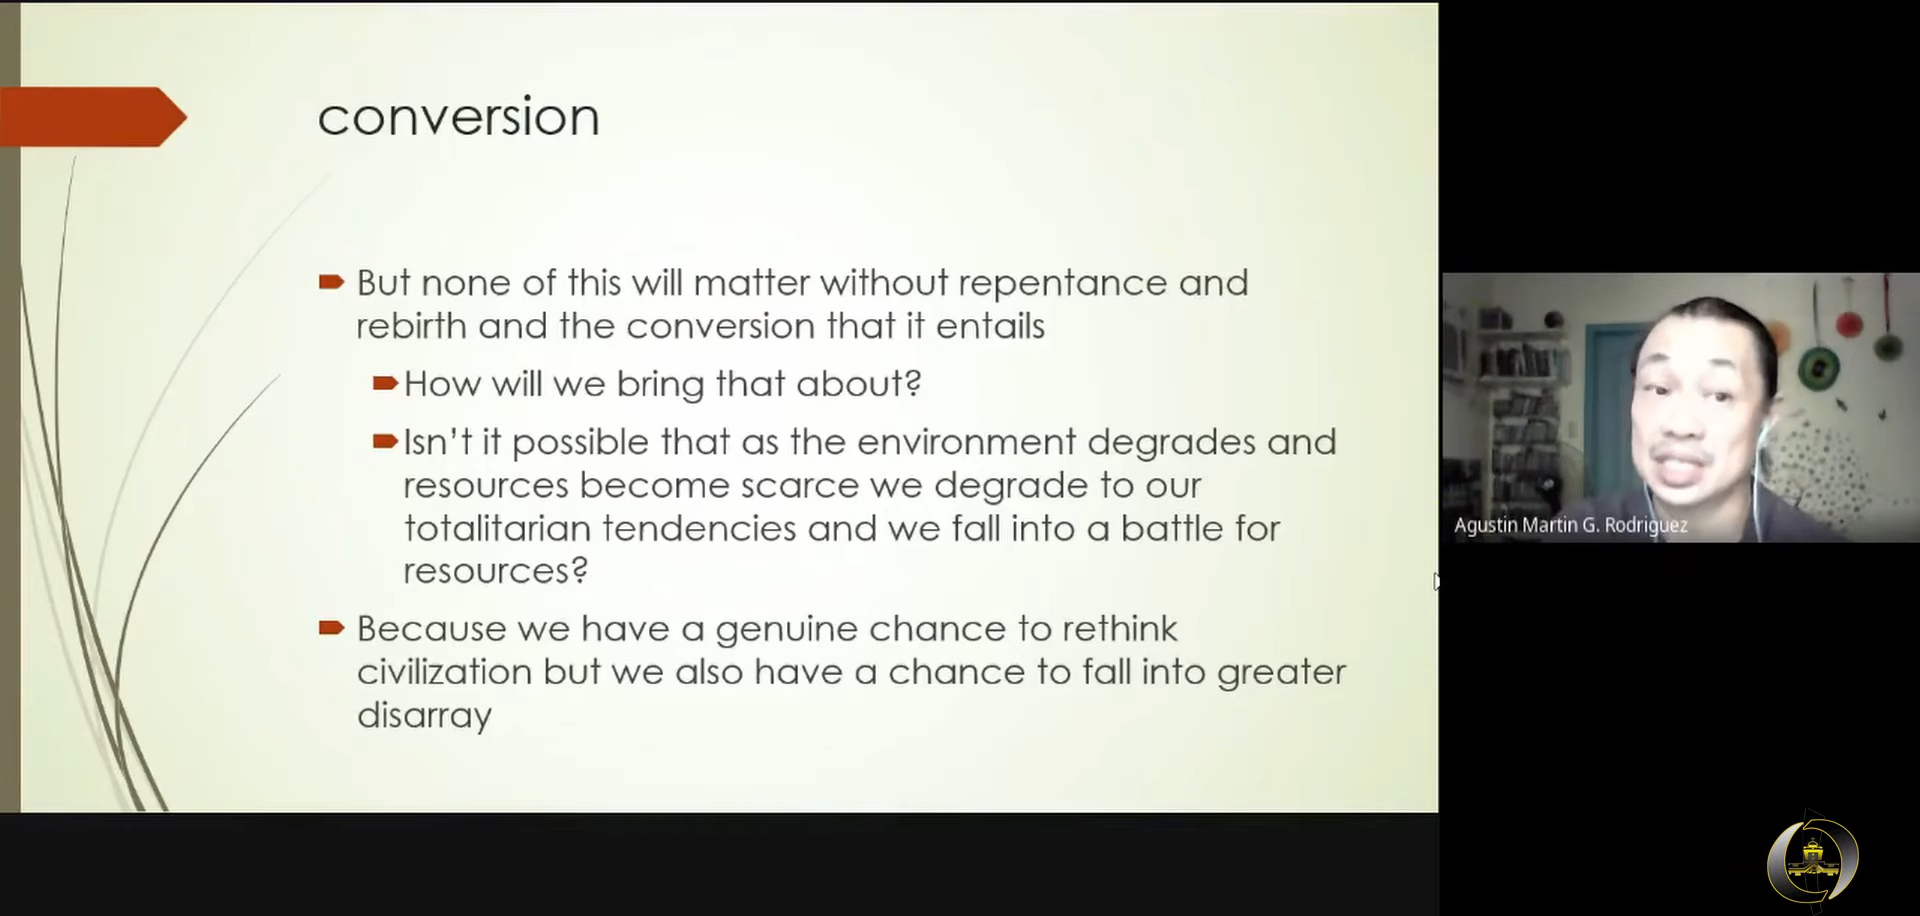 conversion
But none of this will matter without repentance and
rebirth and the conversion that it entails
How will we bring that about?
Isn't it possible that as the environment degrades and
resources become scarce we degrade to our
totalitarian tendencies and we fall into a battle for
resources?
Because we have a genuine chance to rethink
civilization but we also have a chance to fall into greater
disarray
Agustin Martin G. Rodriguez